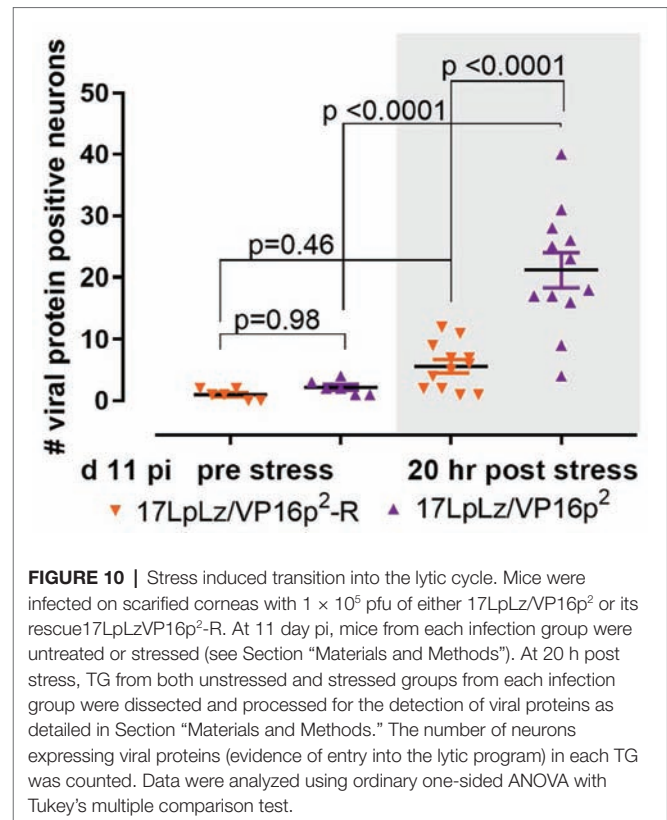 p <0.0001
50
p <0.0001
40
30
p=0.46
20
p=0.98
10
0
# viral protein positive neurons
d 11 pi pre stress 20 hr post stress
▼ 17LpLz/VP16p²-R ▲ 17LpLz/VP16p²
FIGURE 10 | Stress induced transition into the lytic cycle. Mice were
infected on scarified corneas with 1 × 10⁵ pfu of either 17LpLz/VP16p² or its
rescue17LpLzVP16p²-R. At 11 day pi, mice from each infection group were
untreated or stressed (see Section “Materials and Methods”). At 20 h post
stress, TG from both unstressed and stressed groups from each infection
group were dissected and processed for the detection of viral proteins as
detailed in Section “Materials and Methods.” The number of neurons
expressing viral proteins (evidence of entry into the lytic program) in each TG
was counted. Data were analyzed using ordinary one-sided ANOVA with
Tukey’s multiple comparison test.